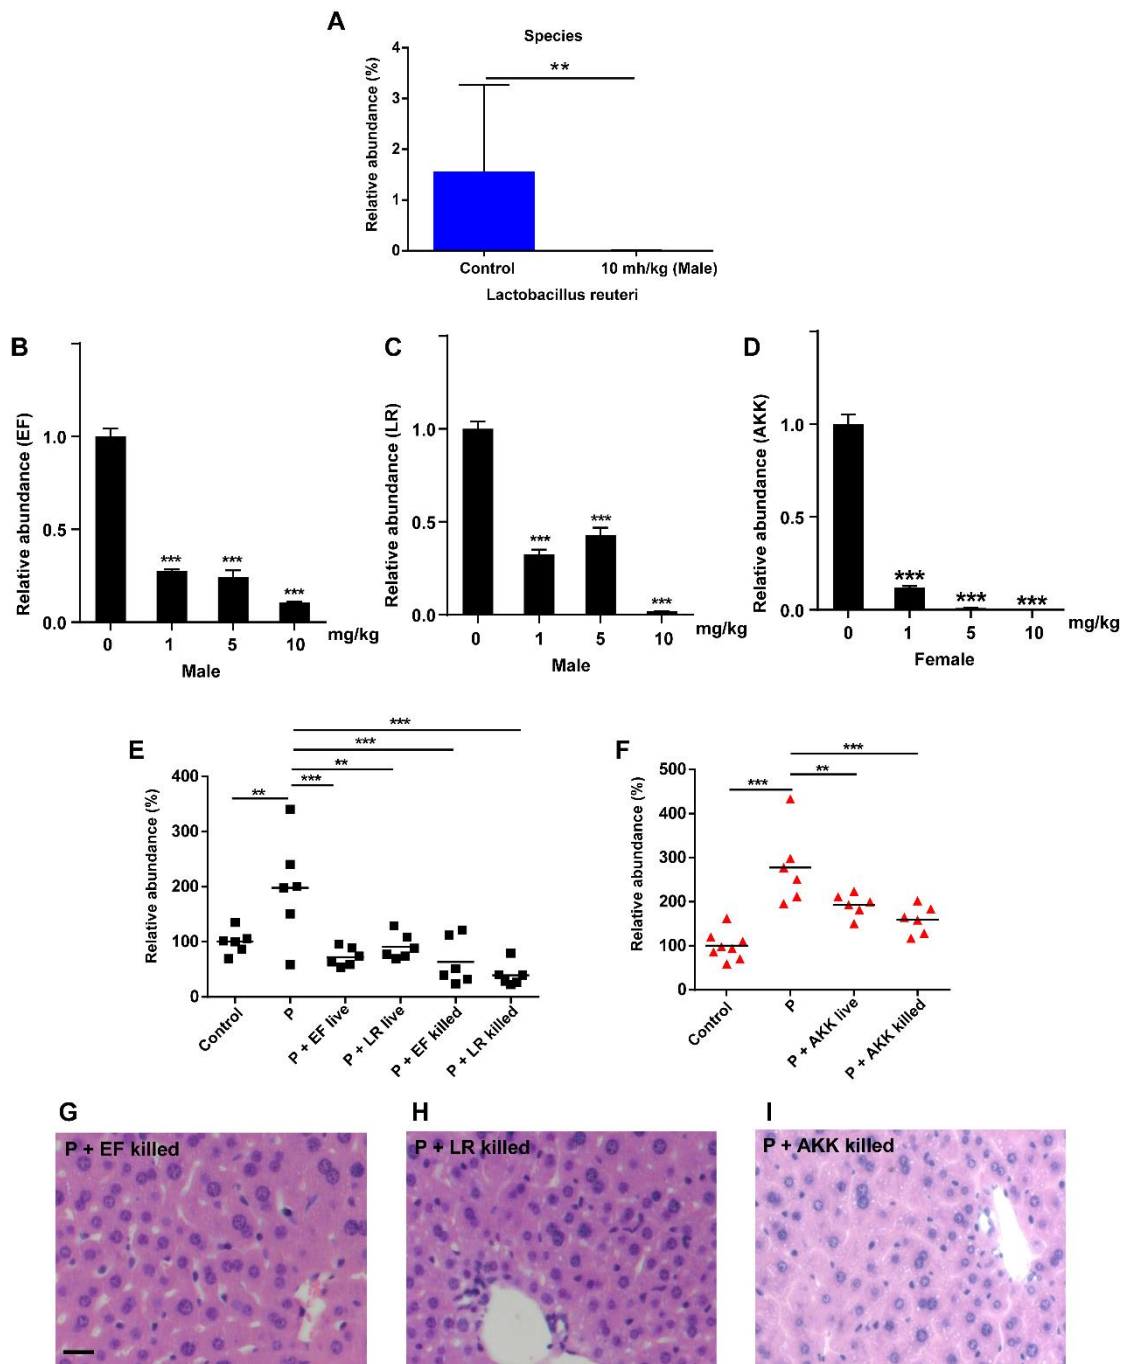 A
Species
Relative abundance (%)
4
3
2
1
0
**
Control
10 mh/kg (Male)
Lactobacillus reuteri
B
Relative abundance (EF)
1.0
0.5
0.0
***
***
***
0
1
5
10
mg/kg
Male
C
Relative abundance (LR)
1.0
0.5
0.0
***
***
***
0
1
5
10
mg/kg
Male
D
Relative abundance (AKK)
1.0
0.5
0.0
***
***
***
0
1
5
10
mg/kg
Female
E
Relative abundance (%)
400
300
200
100
0
***
***
**
***
**
Control
P
P + EF live
P + LR live
P + EF killed
P + LR killed
F
Relative abundance (%)
500
400
300
200
100
0
***
**
***
Control
P
P + AKK live
P + AKK killed
G
P + EF killed
H
P + LR killed
I
P + AKK killed